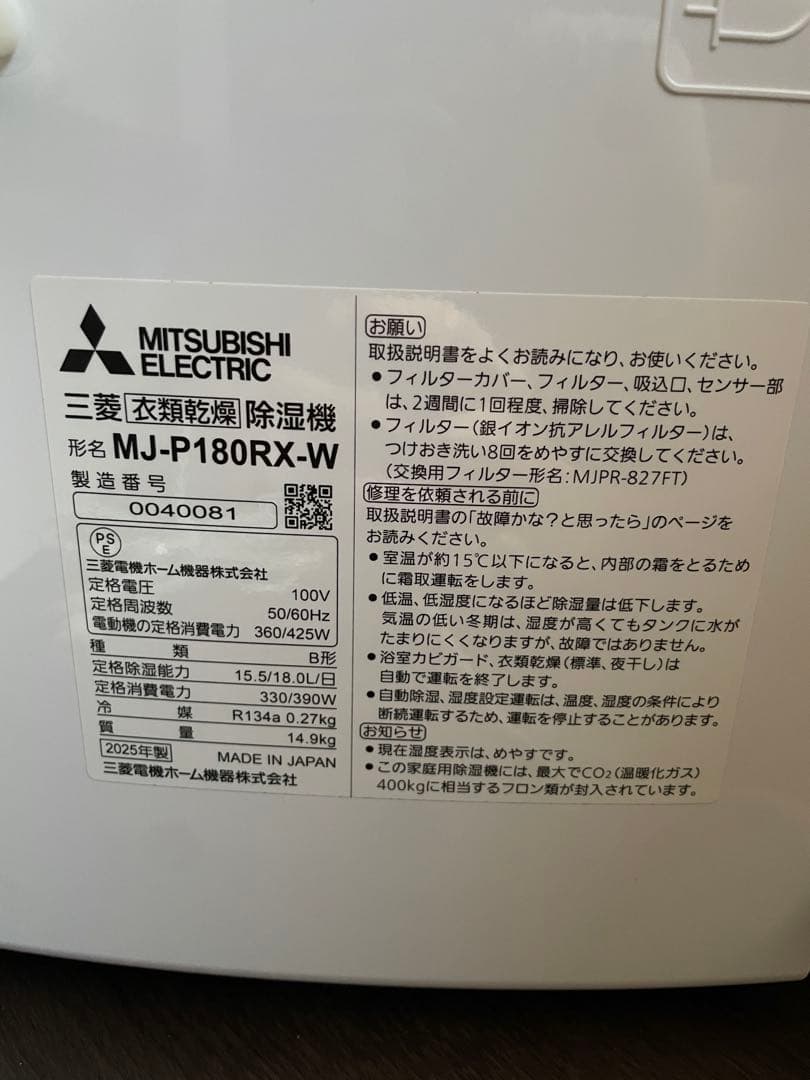 MITSUBISHI
ELECTRIC
三菱 衣類乾燥 除湿機
形名 MJ-P180RX-W
製造番号
0040081
PS
E
三菱電機ホーム機器株式会社
定格電圧 100V
定格周波数 50/60Hz
電動機の定格消費電力 360/425W
種類 B形
定格除湿能力 15.5/18.0L/日
定格消費電力 330/390W
冷媒 R134a 0.27kg
質量 14.9kg
2025年製 MADE IN JAPAN
三菱電機ホーム機器株式会社
お願い
取扱説明書をよくお読みになり、お使いください。
●フィルターカバー、フィルター、吸込口、センサー部
は、2週間に1回程度、掃除してください。
●フィルター(銀イオン抗アレルフィルター)は、
つけおき洗い8回をめやすに交換してください。
(交換用フィルター形名:MJPR-827FT)
修理を依頼される前に
取扱説明書の「故障かな?と思ったら」のページを
お読みください。
●室温が約15℃以下になると、内部の霜をとるため
に霜取運転をします。
●低温、低湿度になるほど除湿量は低下します。
気温の低い冬期は、湿度が高くてもタンクに水が
たまりにくくなりますが、故障ではありません。
●浴室カビガード、衣類乾燥(標準、夜干し)は
自動で運転を終了します。
●自動除湿、湿度設定運転は、温度、湿度の条件により
断続運転するため、運転を停止することがあります。
お知らせ
●現在湿度表示は、めやすです。
●この家庭用除湿機には、最大でCO2(温暖化ガス)
400kgに相当するフロン類が封入されています。